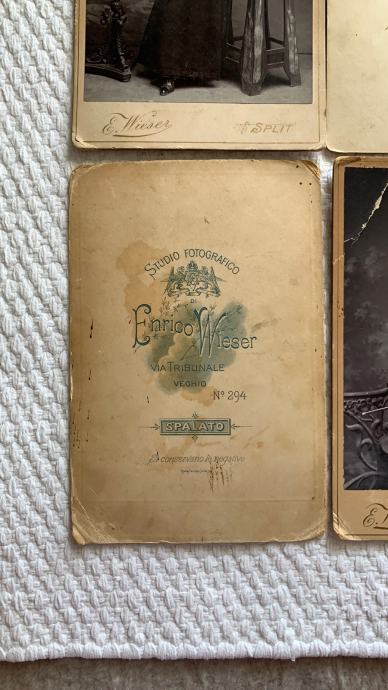 E. Wieser
SPLIT
STUDIO FOTOGRAFICO
DI
Enrico Wieser
VIA TRIBUNALE
VECHIO
Nº 294
SPALATO
Si conservano le negative
E.